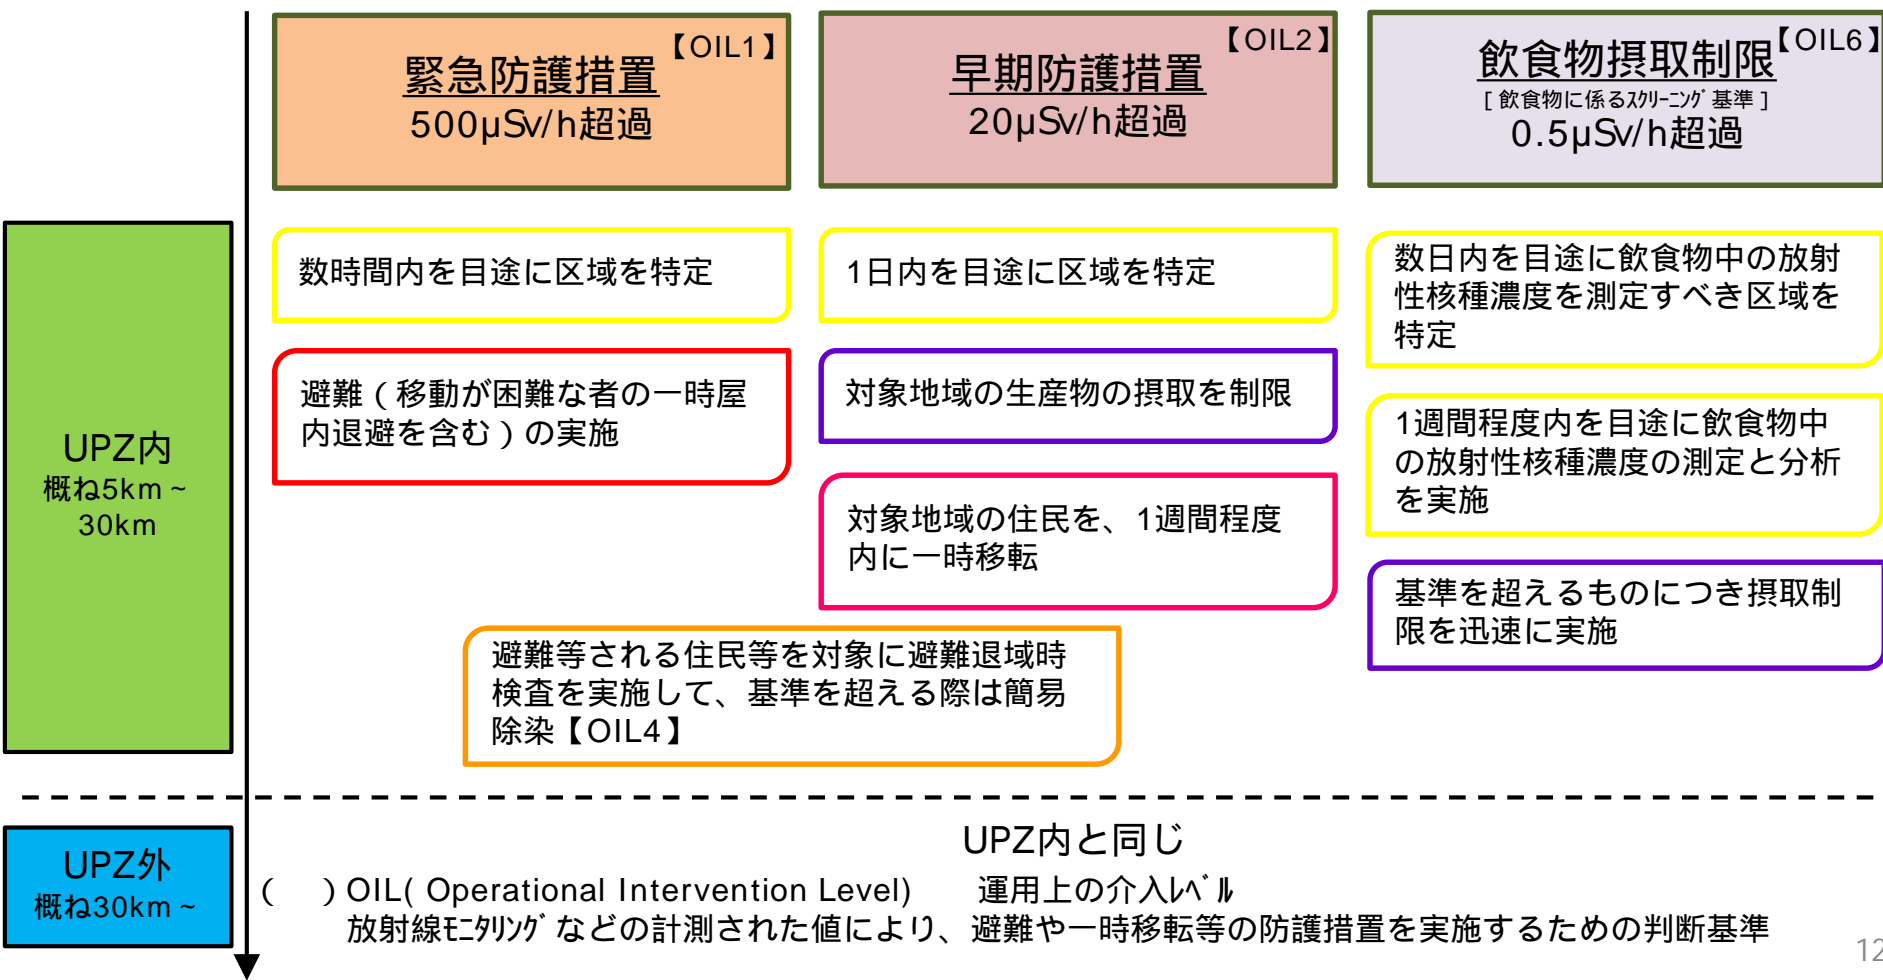 【OIL1】
緊急防護措置
500μSv/h超過
【OIL2】
早期防護措置
20μSv/h超過
【OIL6】
飲食物摂取制限
[飲食物に係るｽｸﾘｰﾆﾝｸﾞ基準]
0.5μSv/h超過
UPZ内
概ね5km~
30km
数時間内を目途に区域を特定
避難(移動が困難な者の一時屋
内退避を含む)の実施
1日内を目途に区域を特定
対象地域の生産物の摂取を制限
対象地域の住民を、1週間程度
内に一時移転
数日内を目途に飲食物中の放射
性核種濃度を測定すべき区域を
特定
1週間程度内を目途に飲食物中
の放射性核種濃度の測定と分析
を実施
基準を超えるものにつき摂取制
限を迅速に実施
避難等される住民等を対象に避難退域時
検査を実施して、基準を超える際は簡易
除染【OIL4】
UPZ外
概ね30km~
UPZ内と同じ
(　)OIL(Operational Intervention Level)　運用上の介入ﾚﾍﾞﾙ
放射線ﾓﾆﾀﾘﾝｸﾞなどの計測された値により、避難や一時移転等の防護措置を実施するための判断基準
12